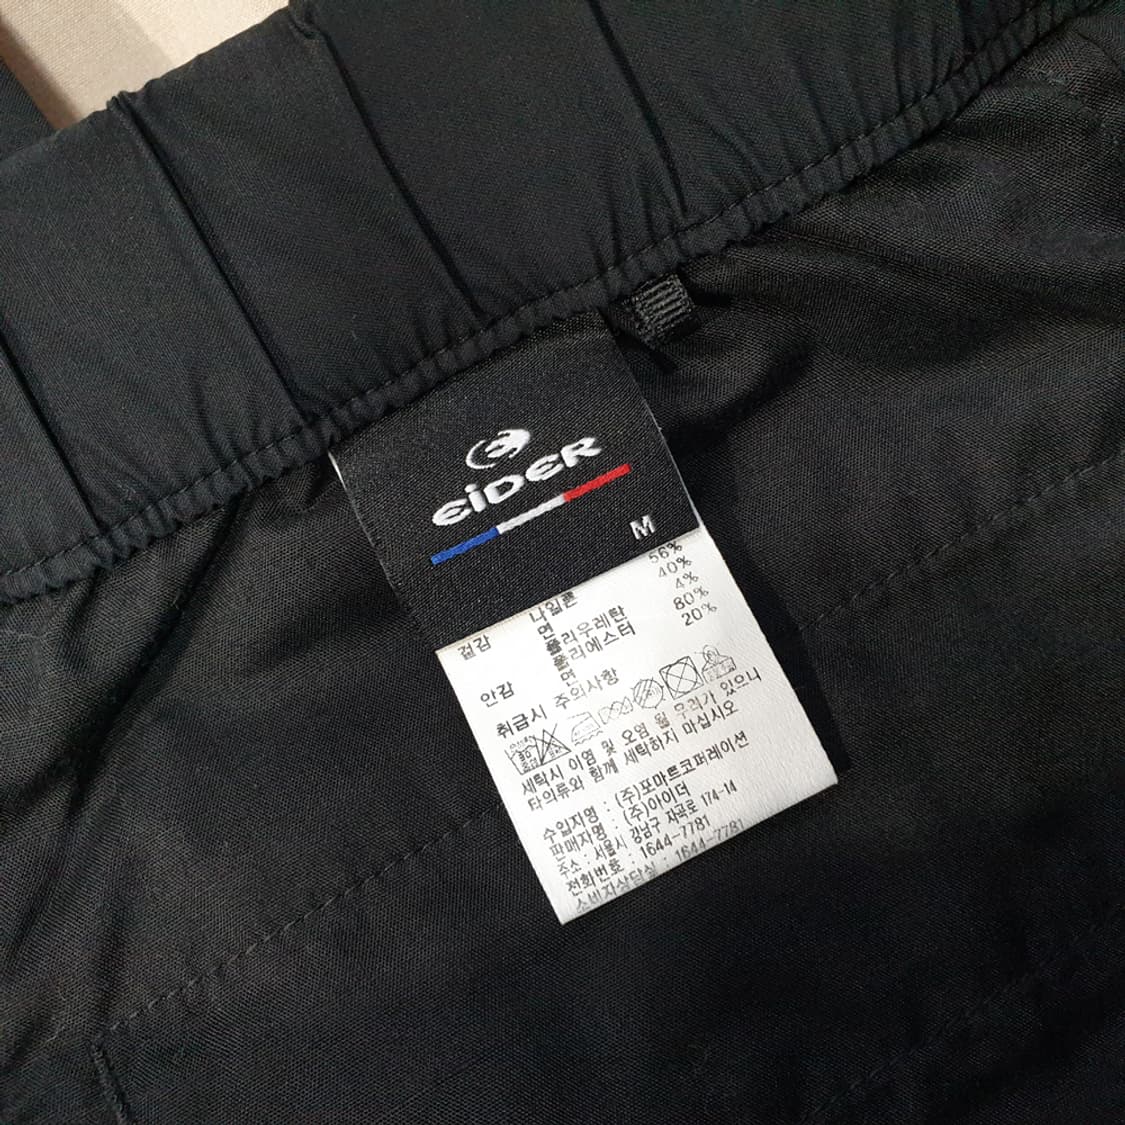 eiDER
M
겉감 나일론 56%
면 40%
폴리우레탄 4%
안감 폴리에스터 80%
면 20%
취급시 주의사항
세탁시 이염 및 오염 될 우려가 있으니
타의류와 함께 세탁하지 마십시오
수입자명 : (주)포마트코퍼레이션
판매자명 : (주)아이더
주소 : 서울시 강남구 자곡로 174-14
전화번호 : 1644-7781
소비자상담실 : 1644-7781